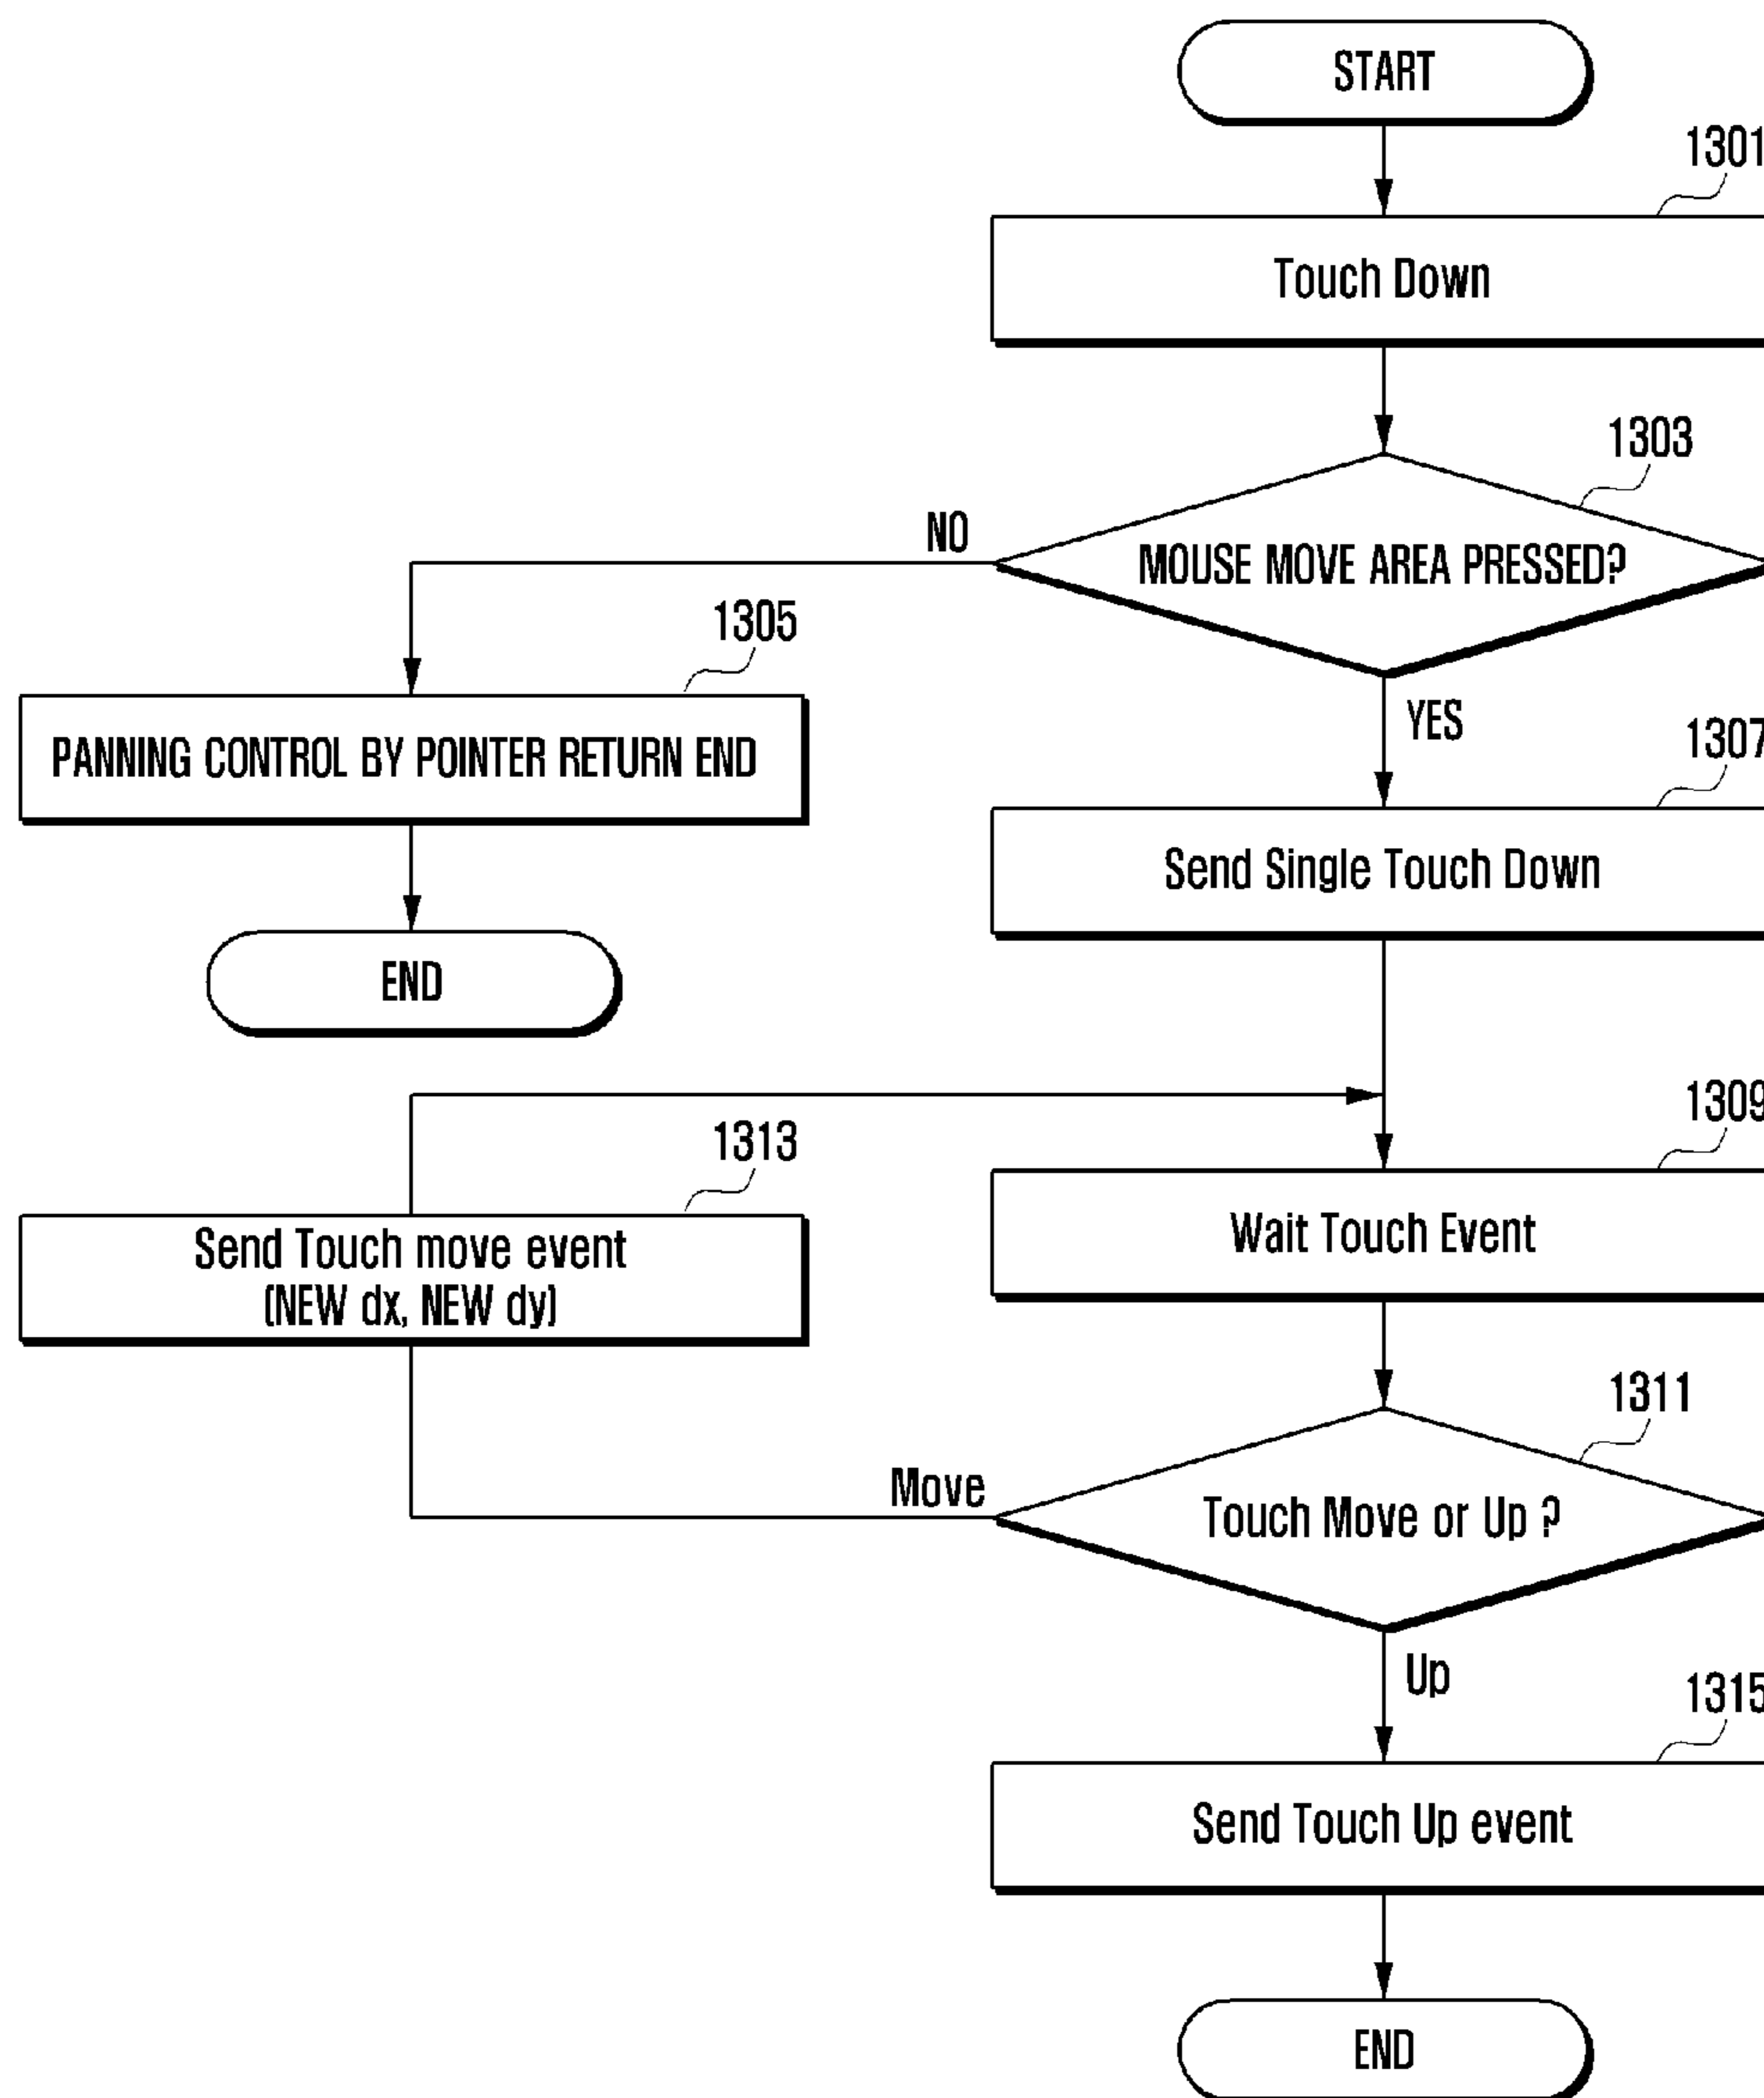 START
1301
Touch Down
1303
MOUSE MOVE AREA PRESSED?
NO
1305
YES
PANNING CONTROL BY POINTER RETURN END
1307
Send Single Touch Down
END
1309
1313
Wait Touch Event
Send Touch move event
(NEW dx, NEW dy)
1311
Move
Touch Move or Up ?
Up
1315
Send Touch Up event
END